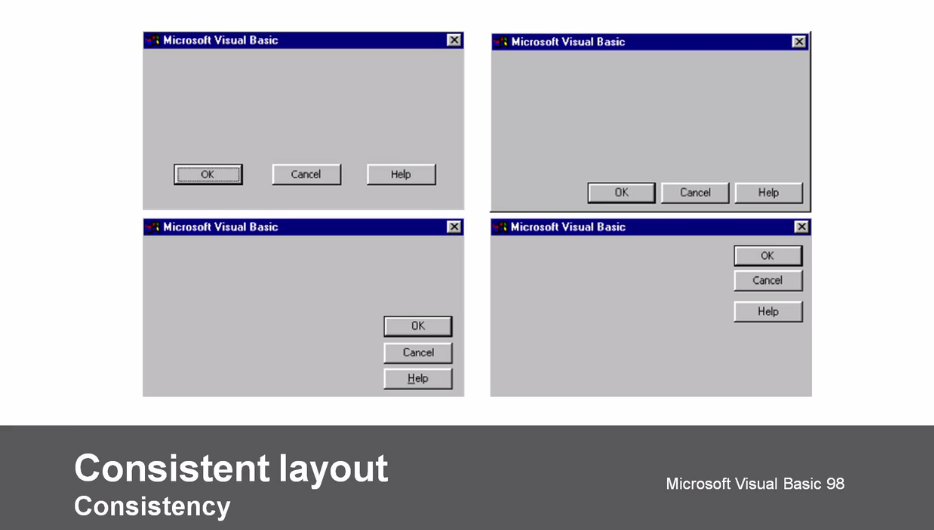 Microsoft Visual Basic
OK Cancel Help
Microsoft Visual Basic
OK Cancel Help
Microsoft Visual Basic
OK
Cancel
Help
Microsoft Visual Basic
OK
Cancel
Help
Consistent layout
Consistency
Microsoft Visual Basic 98